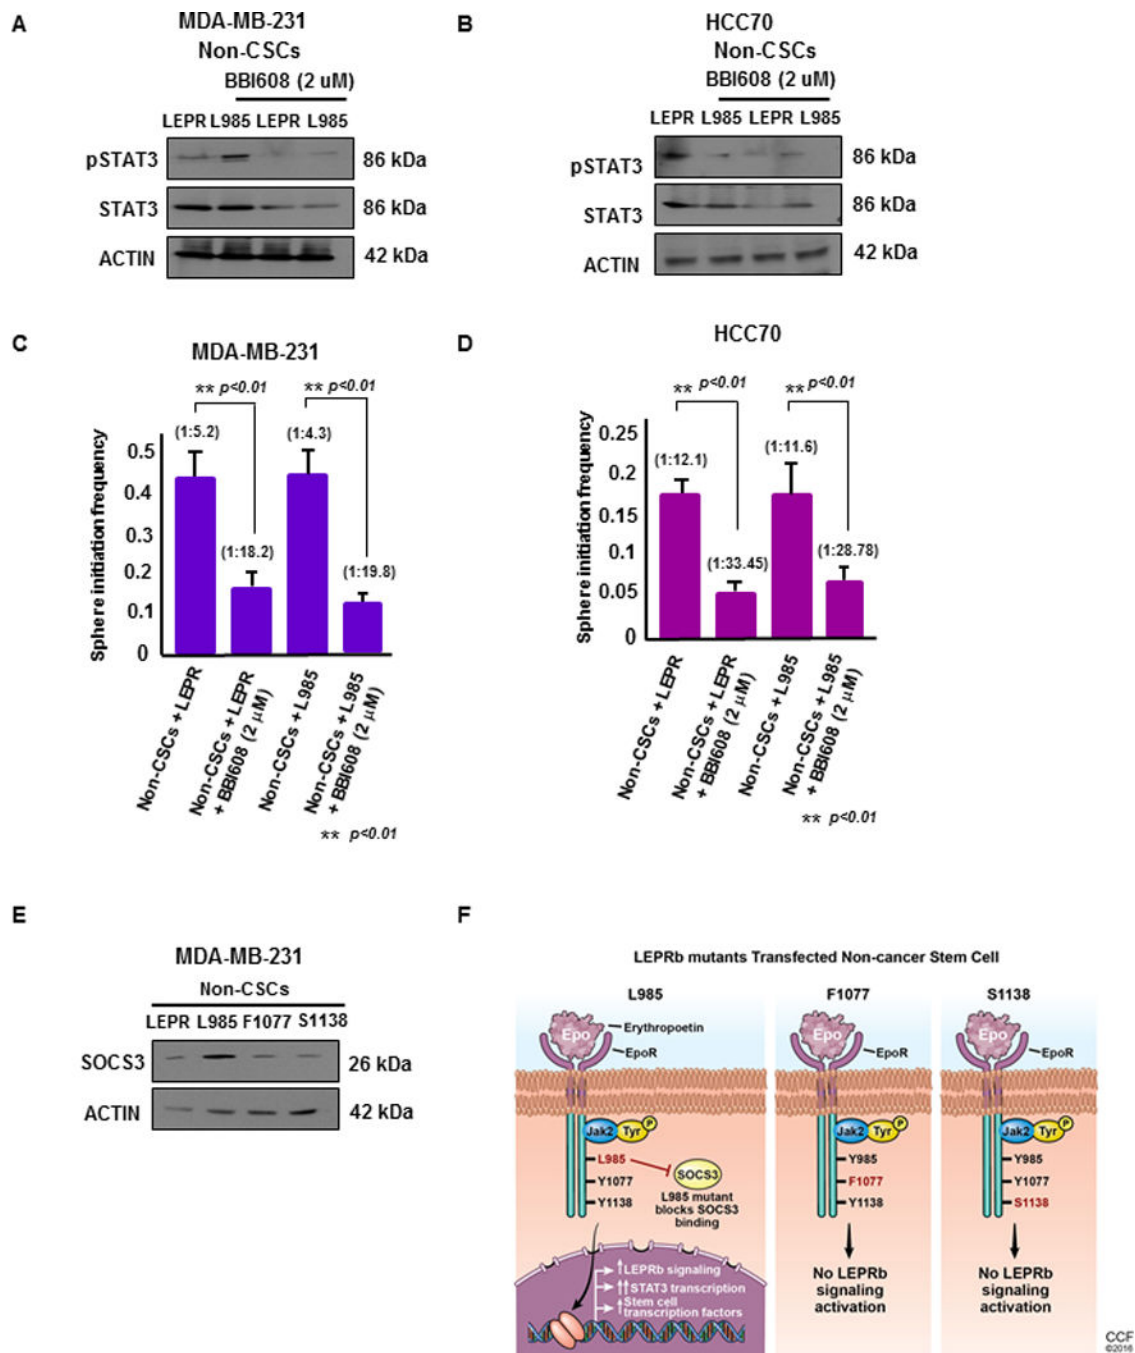 A
MDA-MB-231
Non-CSCs
BBI608 (2 uM)
LEPR L985 LEPR L985
pSTAT3
86 kDa
STAT3
86 kDa
ACTIN
42 kDa
B
HCC70
Non-CSCs
BBI608 (2 uM)
LEPR L985 LEPR L985
pSTAT3
86 kDa
STAT3
86 kDa
ACTIN
42 kDa
C
MDA-MB-231
** p<0.01
** p<0.01
(1:5.2)
(1:4.3)
(1:18.2)
(1:19.8)
Sphere initiation frequency
0.5
0.4
0.3
0.2
0.1
0
Non-CSCs + LEPR
Non-CSCs + LEPR
+ BBI608 (2 μM)
Non-CSCs + L985
Non-CSCs + L985
+ BBI608 (2 μM)
** p<0.01
D
HCC70
** p<0.01
** p<0.01
(1:12.1)
(1:11.6)
(1:33.45)
(1:28.78)
Sphere initiation frequency
0.25
0.2
0.15
0.1
0.05
0
Non-CSCs + LEPR
Non-CSCs + LEPR
+ BBI608 (2 μM)
Non-CSCs + L985
Non-CSCs + L985
+ BBI608 (2 μM)
** p<0.01
E
MDA-MB-231
Non-CSCs
LEPR L985 F1077 S1138
SOCS3
26 kDa
ACTIN
42 kDa
F
LEPRb mutants Transfected Non-cancer Stem Cell
L985
Epo
Erythropoetin
EpoR
Jak2 Tyr P
L985
Y1077
Y1138
SOCS3
L985 mutant
blocks SOCS3
binding
LEPRb signaling
STAT3 transcription
Stem cell
transcription factors
F1077
Epo
EpoR
Jak2 Tyr P
Y985
F1077
Y1138
No LEPRb
signaling
activation
S1138
Epo
EpoR
Jak2 Tyr P
Y985
Y1077
S1138
No LEPRb
signaling
activation
CCF
©2016